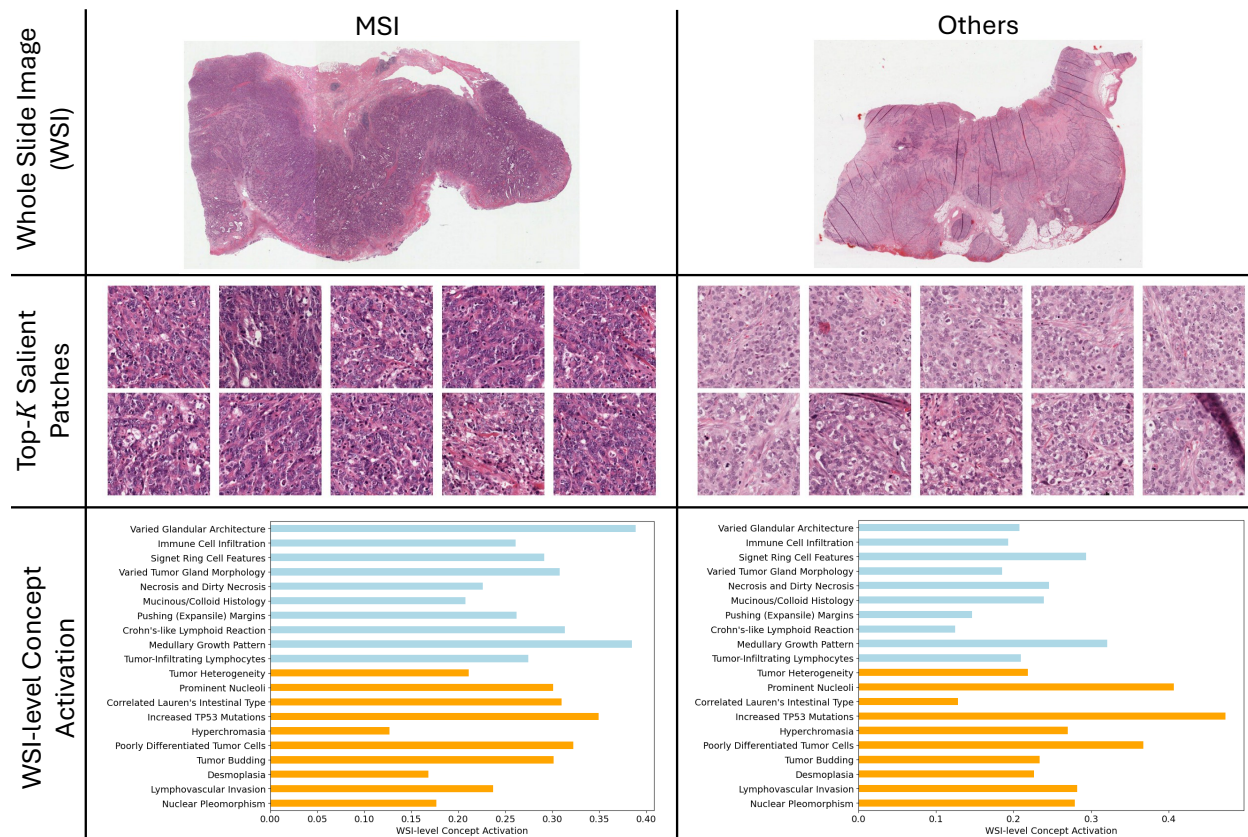 MSI
Others
Whole Slide Image
(WSI)
Top-K Salient
Patches
WSI-level Concept
Activation
Varied Glandular Architecture
Immune Cell Infiltration
Signet Ring Cell Features
Varied Tumor Gland Morphology
Necrosis and Dirty Necrosis
Mucinous/Colloid Histology
Pushing (Expansile) Margins
Crohn's-like Lymphoid Reaction
Medullary Growth Pattern
Tumor-Infiltrating Lymphocytes
Tumor Heterogeneity
Prominent Nucleoli
Correlated Lauren's Intestinal Type
Increased TP53 Mutations
Hyperchromasia
Poorly Differentiated Tumor Cells
Tumor Budding
Desmoplasia
Lymphovascular Invasion
Nuclear Pleomorphism
0.00 0.05 0.10 0.15 0.20 0.25 0.30 0.35 0.40
WSI-level Concept Activation
Varied Glandular Architecture
Immune Cell Infiltration
Signet Ring Cell Features
Varied Tumor Gland Morphology
Necrosis and Dirty Necrosis
Mucinous/Colloid Histology
Pushing (Expansile) Margins
Crohn's-like Lymphoid Reaction
Medullary Growth Pattern
Tumor-Infiltrating Lymphocytes
Tumor Heterogeneity
Prominent Nucleoli
Correlated Lauren's Intestinal Type
Increased TP53 Mutations
Hyperchromasia
Poorly Differentiated Tumor Cells
Tumor Budding
Desmoplasia
Lymphovascular Invasion
Nuclear Pleomorphism
0.0 0.1 0.2 0.3 0.4
WSI-level Concept Activation